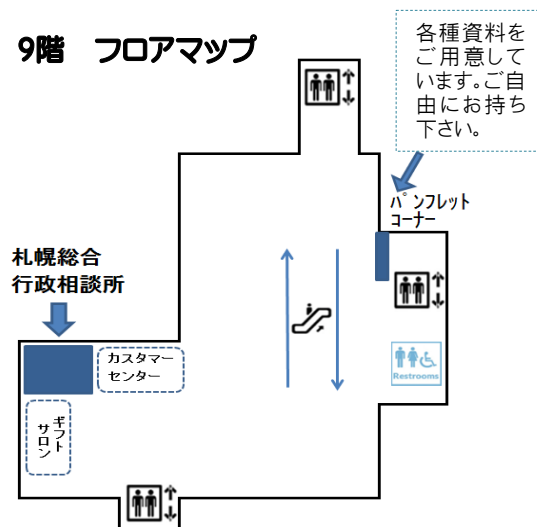 9階　フロアマップ
各種資料を
ご用意して
います。ご自
由にお持ち
下さい。
パンフレット
コーナー
札幌総合
行政相談所
カスタマー
センター
ギフト
サロン
Restrooms